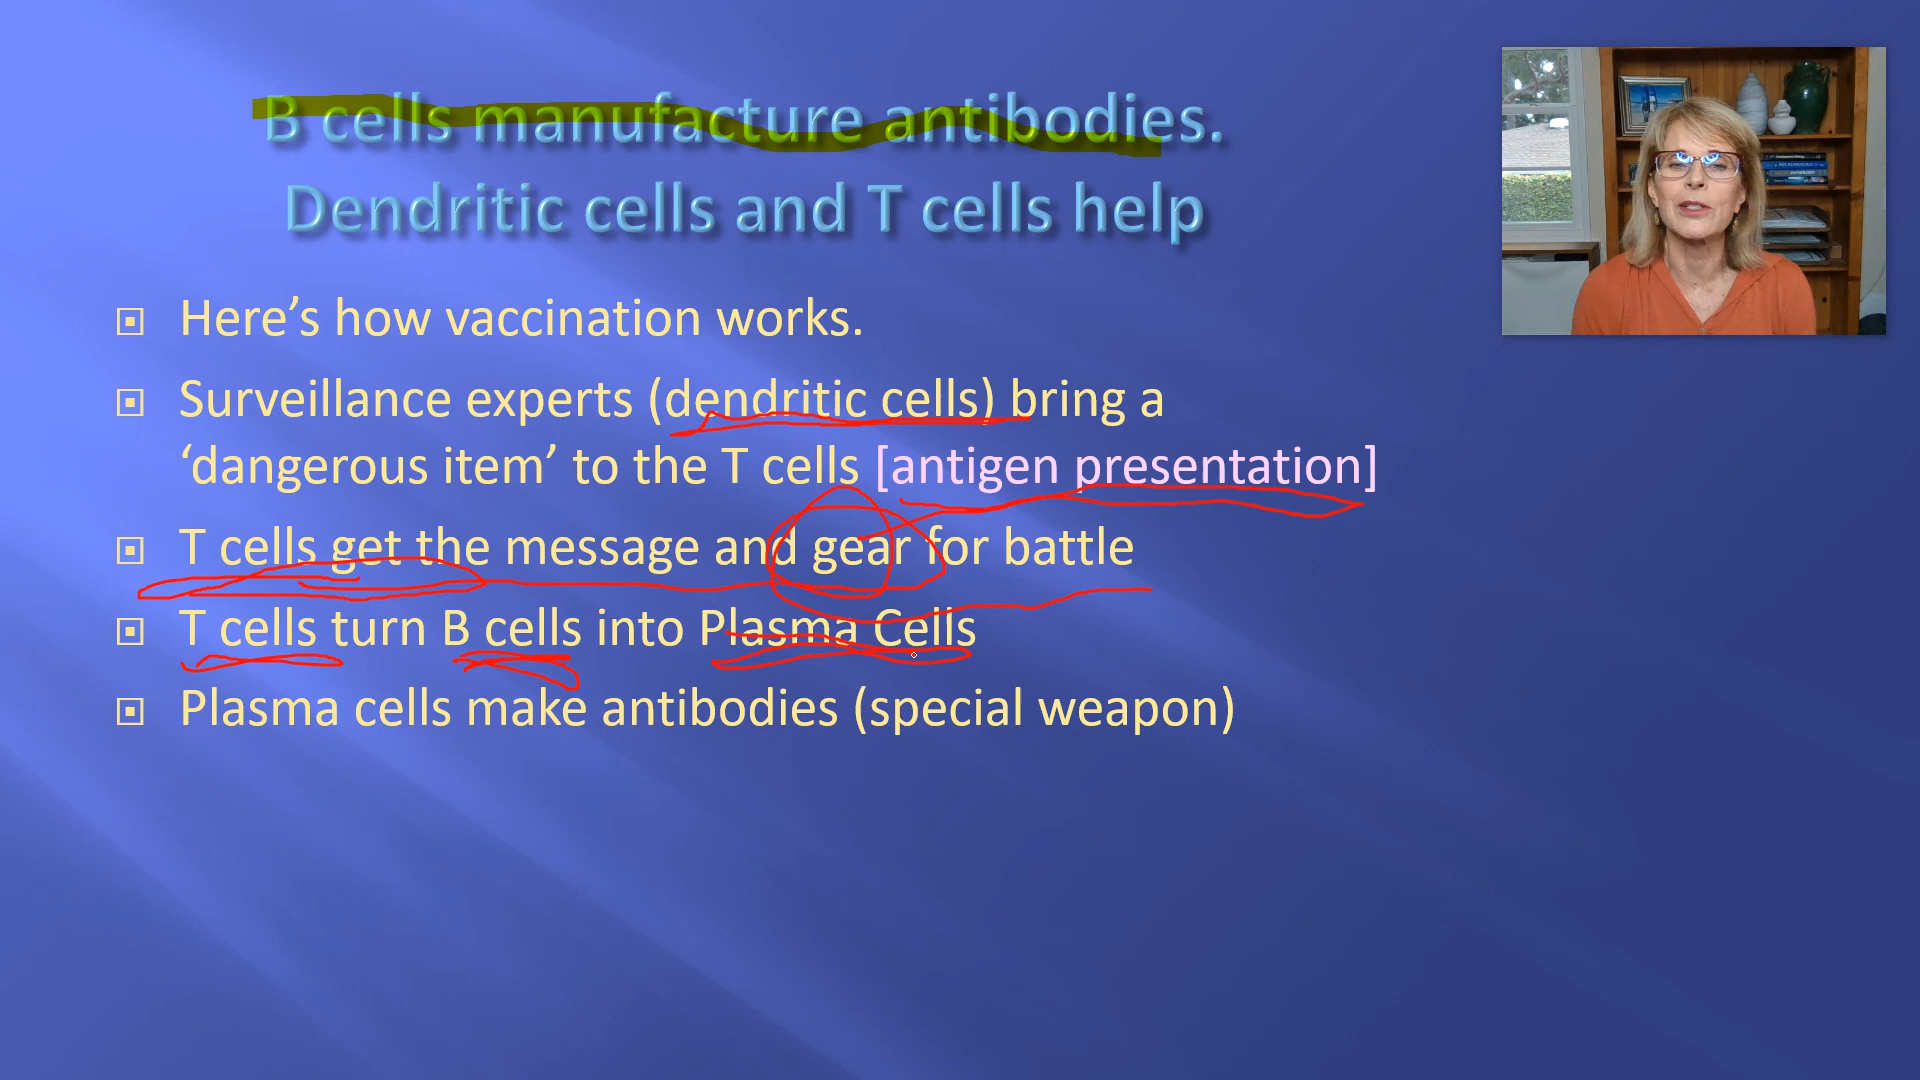 B cells manufacture antibodies.
Dendritic cells and T cells help
Here’s how vaccination works.
Surveillance experts (dendritic cells) bring a
‘dangerous item’ to the T cells [antigen presentation]
T cells get the message and gear for battle
T cells turn B cells into Plasma Cells
Plasma cells make antibodies (special weapon)